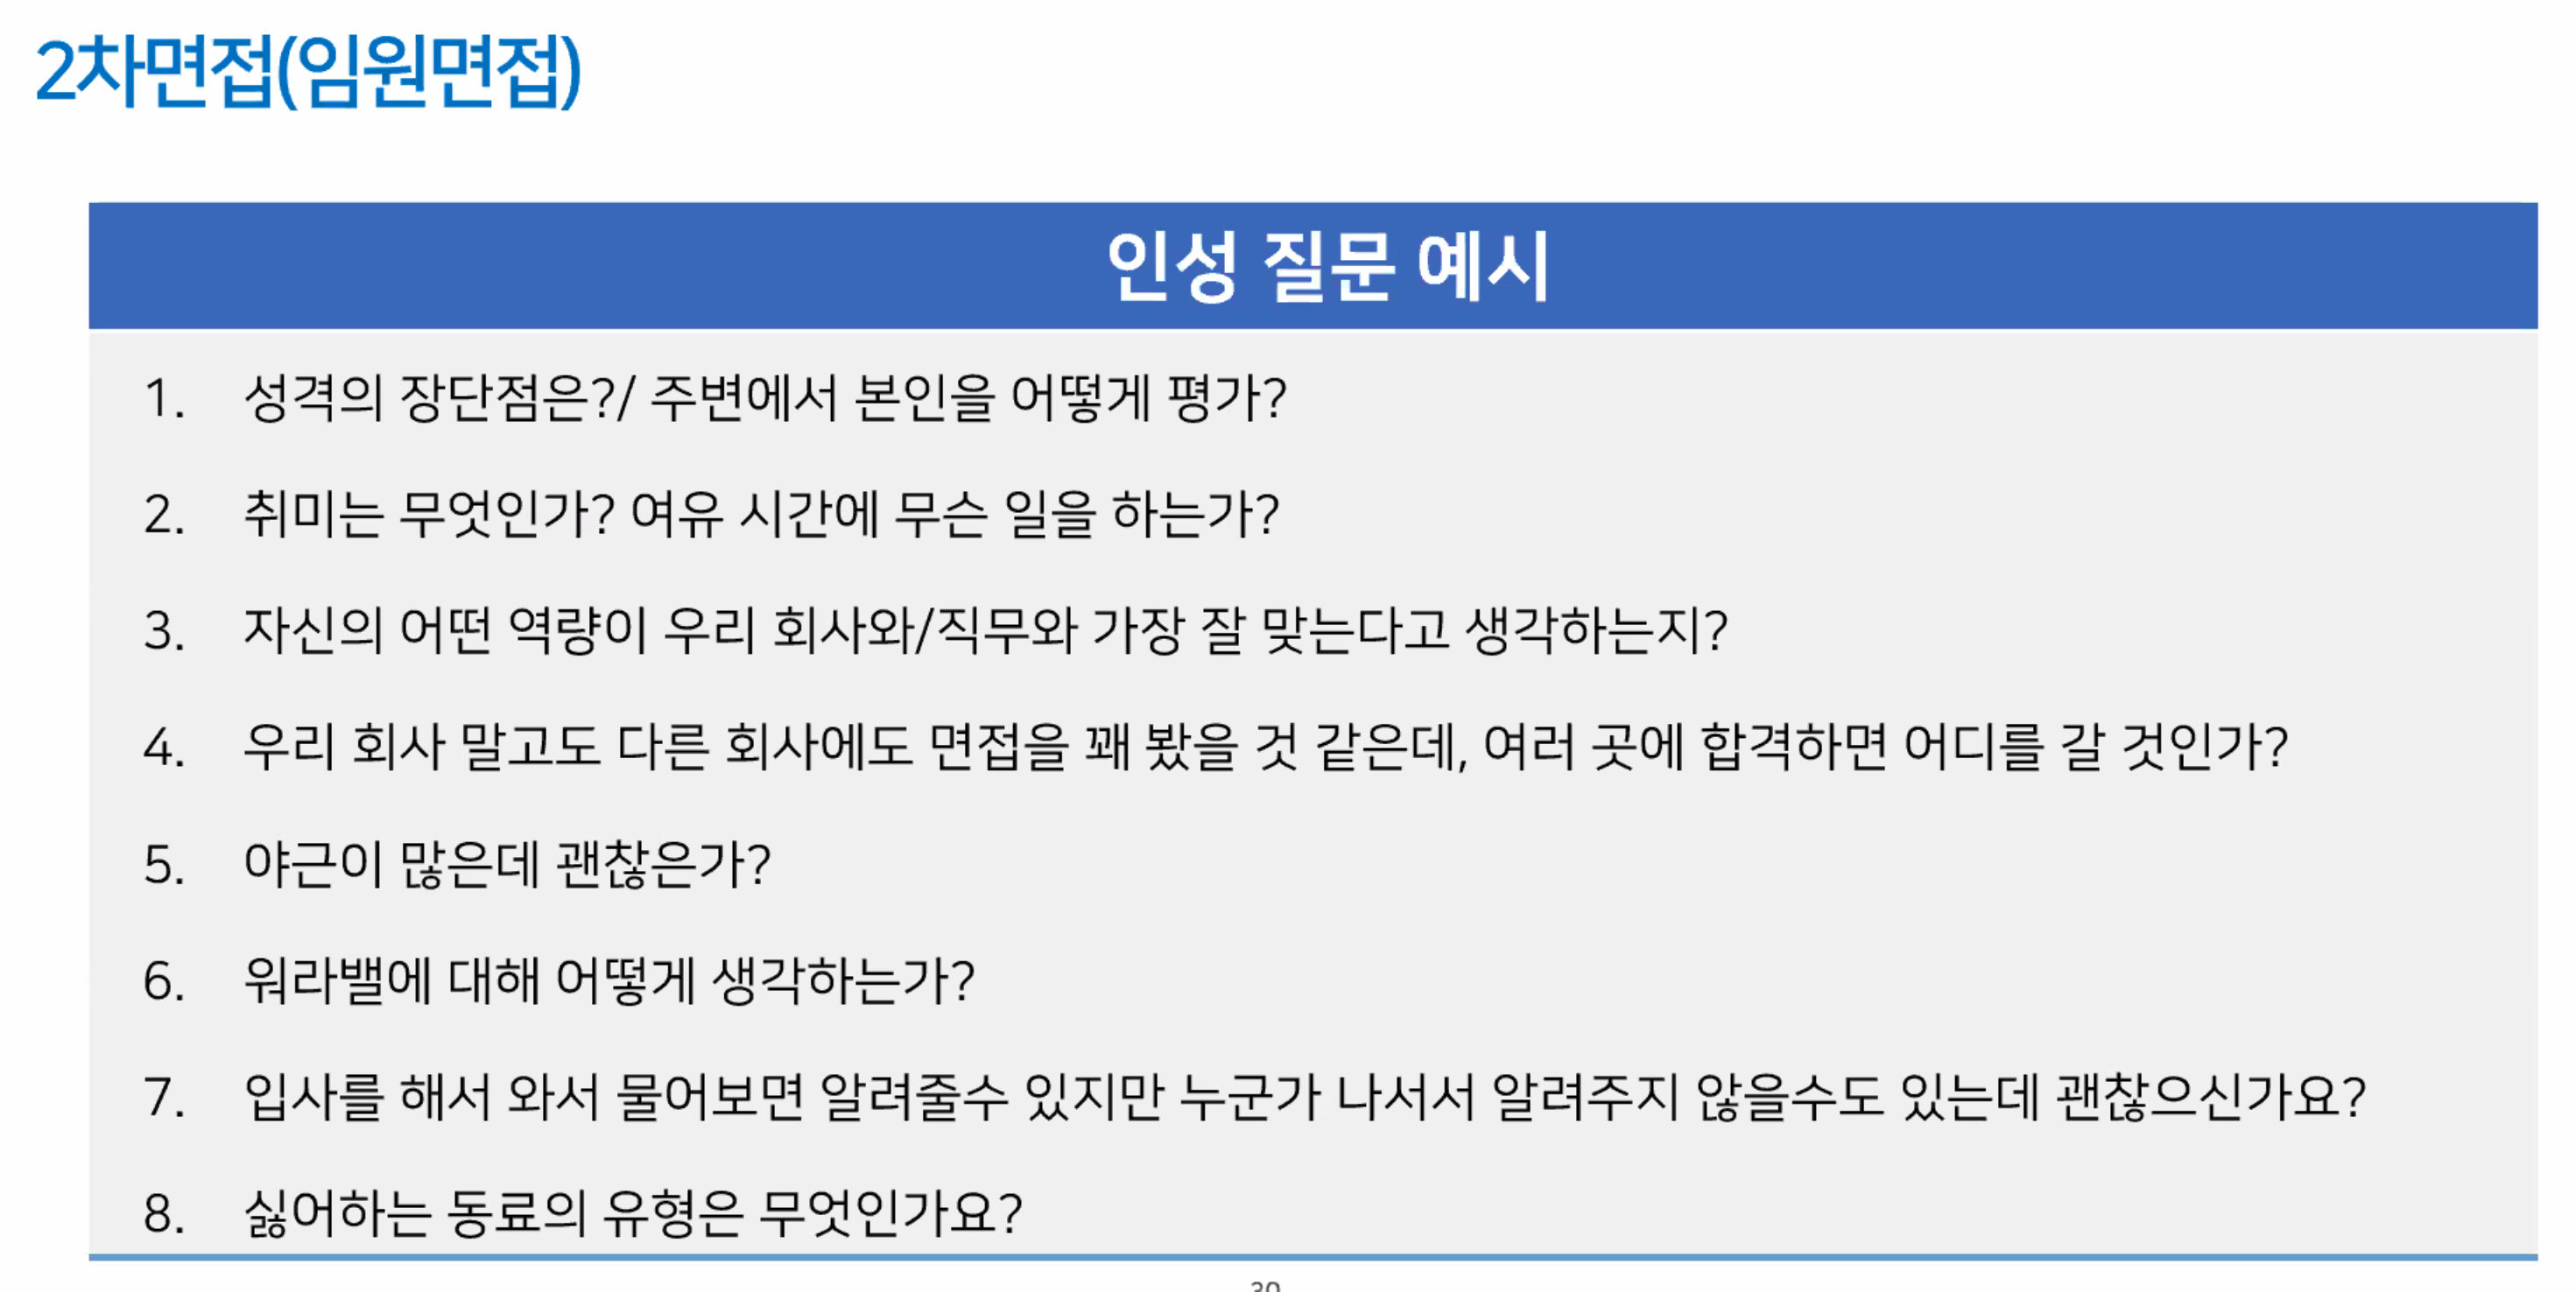 2차면접(임원면접)
인성 질문 예시
1. 성격의 장단점은?/ 주변에서 본인을 어떻게 평가?
2. 취미는 무엇인가? 여유 시간에 무슨 일을 하는가?
3. 자신의 어떤 역량이 우리 회사와/직무와 가장 잘 맞는다고 생각하는지?
4. 우리 회사 말고도 다른 회사에도 면접을 꽤 봤을 것 같은데, 여러 곳에 합격하면 어디를 갈 것인가?
5. 야근이 많은데 괜찮은가?
6. 워라밸에 대해 어떻게 생각하는가?
7. 입사를 해서 와서 물어보면 알려줄수 있지만 누군가 나서서 알려주지 않을수도 있는데 괜찮으신가요?
8. 싫어하는 동료의 유형은 무엇인가요?